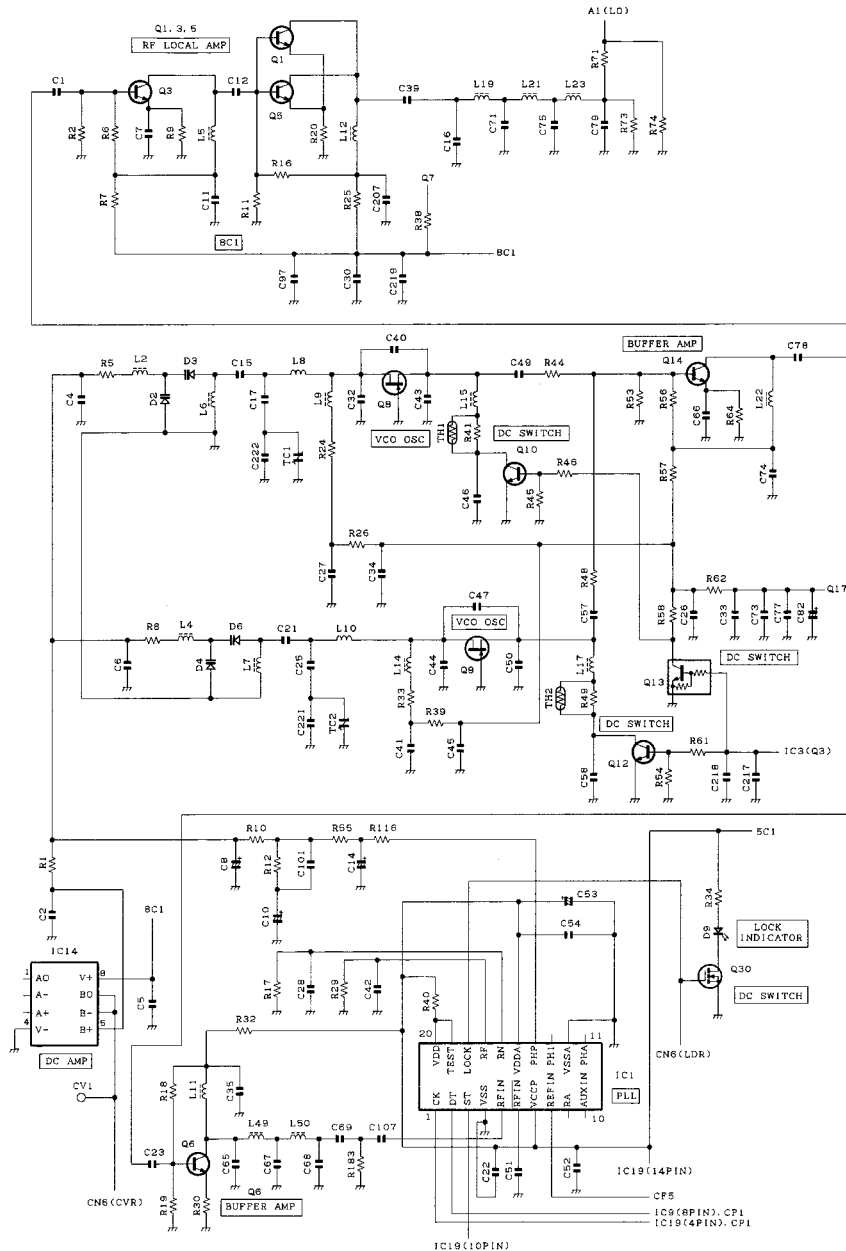 A1(LO)
Q1,3,5
RF LOCAL AMP
Q1
R71
C1
Q3
C12
Q5
C39
L19
L21
L23
R2
R6
C7
R9
L5
R20
L12
C16
C71
C75
C79
R73
R74
R16
Q7
R7
C11
R11
R25
C207
R38
8C1
C97
C30
C219
8C1
C40
BUFFER AMP
C78
R5
L2
D3
C15
L8
C49
R44
Q14
C4
D2
L6
C17
L9
C32
Q8
C43
L15
R53
R56
C66
R64
L22
VCO OSC
TH1
R41
DC SWITCH
C222
TC1
R24
Q10
R46
R57
C74
C46
R45
R26
C27
C34
R48
R62
Q17
C47
C57
R58
C26
C33
C73
C77
C82
R8
L4
D6
C21
L10
VCO OSC
C6
D4
L7
C25
L14
C44
Q9
C50
L17
DC SWITCH
Q13
R33
TH2
R49
C221
TC2
R39
DC SWITCH
R61
IC3(Q3)
C41
C45
C58
Q12
R54
C218
C217
R10
R55
R116
5C1
R1
C8
R12
C101
C14
R34
C2
C10
C53
8C1
D9
LOCK
INDICATOR
C54
IC14
1
AO
V+
8
A-
BO
A+
B-
4
V-
B+
5
C5
R17
C28
R29
C42
R40
Q30
DC SWITCH
R32
DC AMP
20
11
CN6(LDR)
VDD
TEST
LOCK
RF
RN
VDDA
PHP
PHI
VSSA
PHA
IC1
CK
DT
ST
VSS
RFIN
RFIN
VCCP
REFIN
RA
AUXIN
PLL
1
10
CV1
R18
L11
C35
L49
L50
C69
C107
C23
Q6
C65
C67
C68
R183
C22
C51
C52
IC19(14PIN)
CN6(CVR)
R19
R30
Q6
BUFFER AMP
CF5
IC9(8PIN).CP1
IC19(4PIN).CP1
IC19(10PIN)